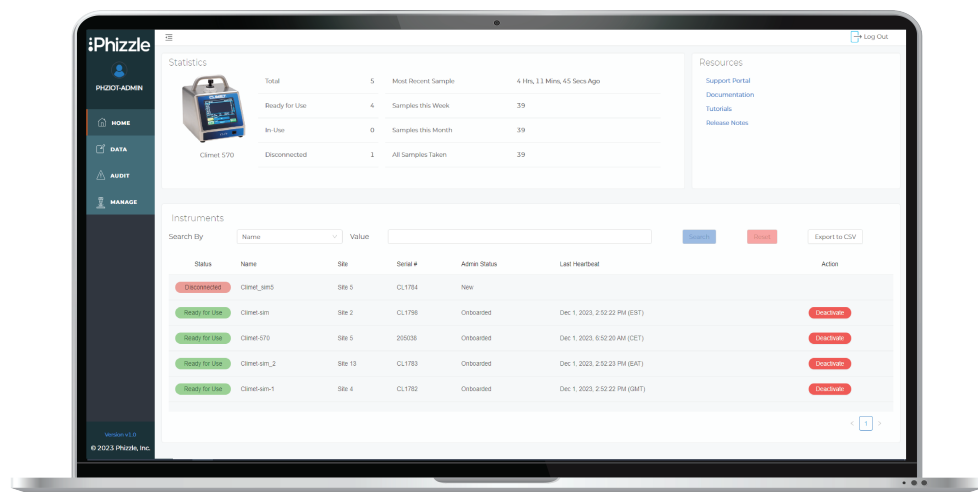 Phizzle
PHZIOT-ADMIN
HOME
DATA
AUDIT
MANAGE
Version v1.0
© 2023 Phizzle, Inc.
Log Out
Statistics
CLiMET
Climet 570
Total 5 Most Recent Sample 4 Hrs, 11 Mins, 45 Secs Ago
Ready for Use 4 Samples this Week 39
In-Use 0 Samples this Month 39
Disconnected 1 All Samples Taken 39
Resources
Support Portal
Documentation
Tutorials
Release Notes
Instruments
Search By Name Value Search Reset Export to CSV
Status Name Site Serial # Admin Status Last Heartbeat Action
Disconnected Climet_sim5 Site 5 CL1784 New
Ready for Use Climet-sim Site 2 CL1796 Onboarded Dec 1, 2023, 2:52:22 PM (EST) Deactivate
Ready for Use Climet-570 Site 5 205036 Onboarded Dec 1, 2023, 6:52:20 AM (CET) Deactivate
Ready for Use Climet-sim_2 Site 13 CL1783 Onboarded Dec 1, 2023, 2:52:23 PM (EAT) Deactivate
Ready for Use Climet-sim-1 Site 4 CL1782 Onboarded Dec 1, 2023, 2:52:22 PM (GMT) Deactivate
< 1 >